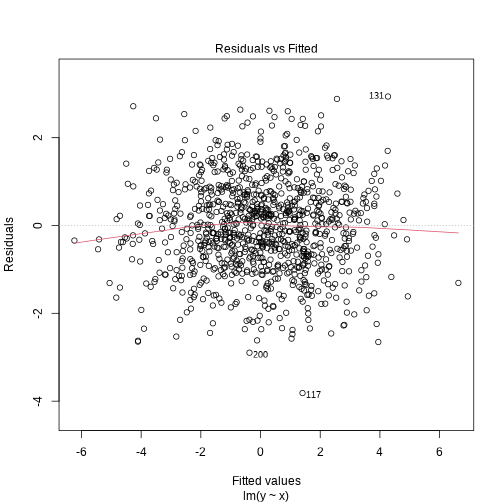 Residuals vs Fitted
131
2
0
-2
-4
Residuals
200
117
-6 -4 -2 0 2 4 6
Fitted values
lm(y ~ x)